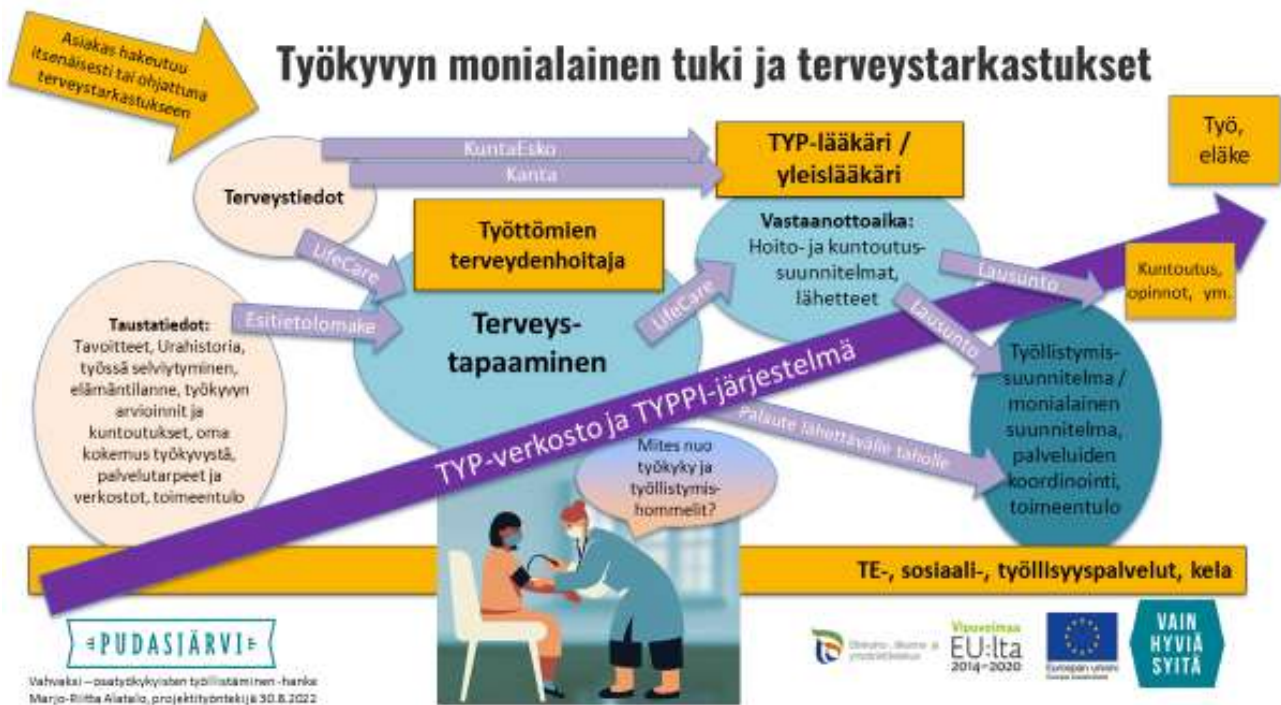 Asiakas hakeutuu
itsenäisesti tai ohjattuna
terveystarkastukseen
Työkyvyn monialainen tuki ja terveystarkastukset
KuntaEsko
Kanta
Terveystiedot
LifeCare
Työttömien
terveydenhoitaja
TYP-lääkäri /
yleislääkäri
Työ,
eläke
Vastaanottoaika:
Hoito- ja kuntoutus-
suunnitelmat,
lähetteet
LifeCare
Lausunto
Lausunto
Kuntoutus,
opinnot, ym.
Taustatiedot:
Tavoitteet, Urahistoria,
työssä selviytyminen,
elämäntilanne, työkyvyn
arvioinnit ja
kuntoutukset, oma
kokemus työkyvystä,
palvelutarpeet ja
verkostot, toimeentulo
Esitietolomake
Terveys-
tapaaminen
TYP-verkosto ja TYPPI-järjestelmä
Palaute lähettävälle taholle
Työllistymis-
suunnitelma /
monialainen
suunnitelma,
palveluiden
koordinointi,
toimeentulo
Mites nuo
työkyky ja
työllistymis-
hommelit?
TE-, sosiaali-, työllisyyspalvelut, kela
PUDASJÄRVI
Vahvaksi – osatyökykyisten työllistäminen -hanke
Marjo-Riitta Alatalo, projektityöntekijä 30.8.2022
Elinkeino-, liikenne- ja
ympäristökeskus
Vipuvoimaa
EU:lta
2014–2020
Euroopan unioni
VAIN
HYVIÄ
SYITÄ